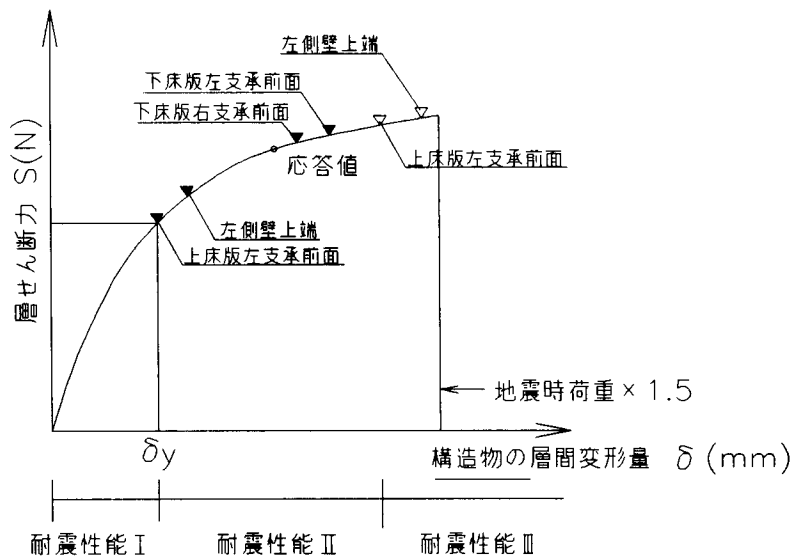 左側壁上端
下床版左支承前面
下床版右支承前面
上床版左支承前面
応答値
左側壁上端
上床版左支承前面
層せん断力 S(N)
地震時荷重×1.5
δy
構造物の層間変形量 δ (mm)
耐震性能Ⅰ 耐震性能Ⅱ 耐震性能Ⅲ